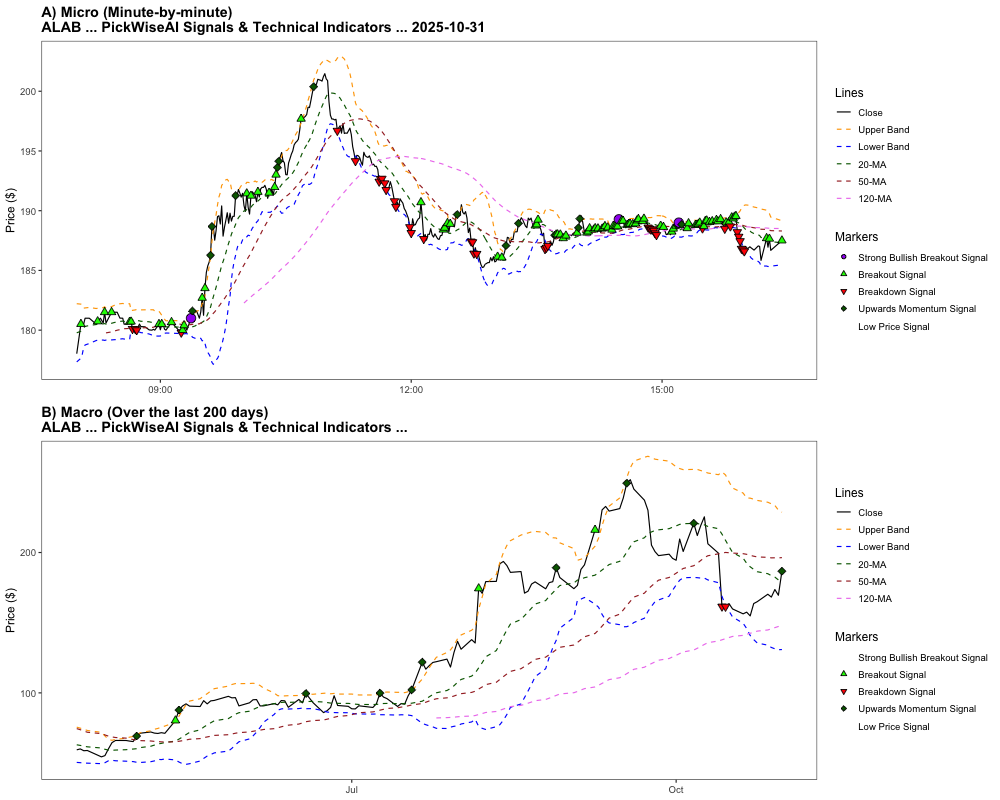 A) Micro (Minute-by-minute)
ALAB ... PickWiseAI Signals & Technical Indicators ... 2025-10-31
Price ($)
200
195
190
185
180
09:00
12:00
15:00
Lines
Close
Upper Band
Lower Band
20-MA
50-MA
120-MA
Markers
Strong Bullish Breakout Signal
Breakout Signal
Breakdown Signal
Upwards Momentum Signal
Low Price Signal
B) Macro (Over the last 200 days)
ALAB ... PickWiseAI Signals & Technical Indicators ...
Price ($)
200
100
Jul
Oct
Lines
Close
Upper Band
Lower Band
20-MA
50-MA
120-MA
Markers
Strong Bullish Breakout Signal
Breakout Signal
Breakdown Signal
Upwards Momentum Signal
Low Price Signal